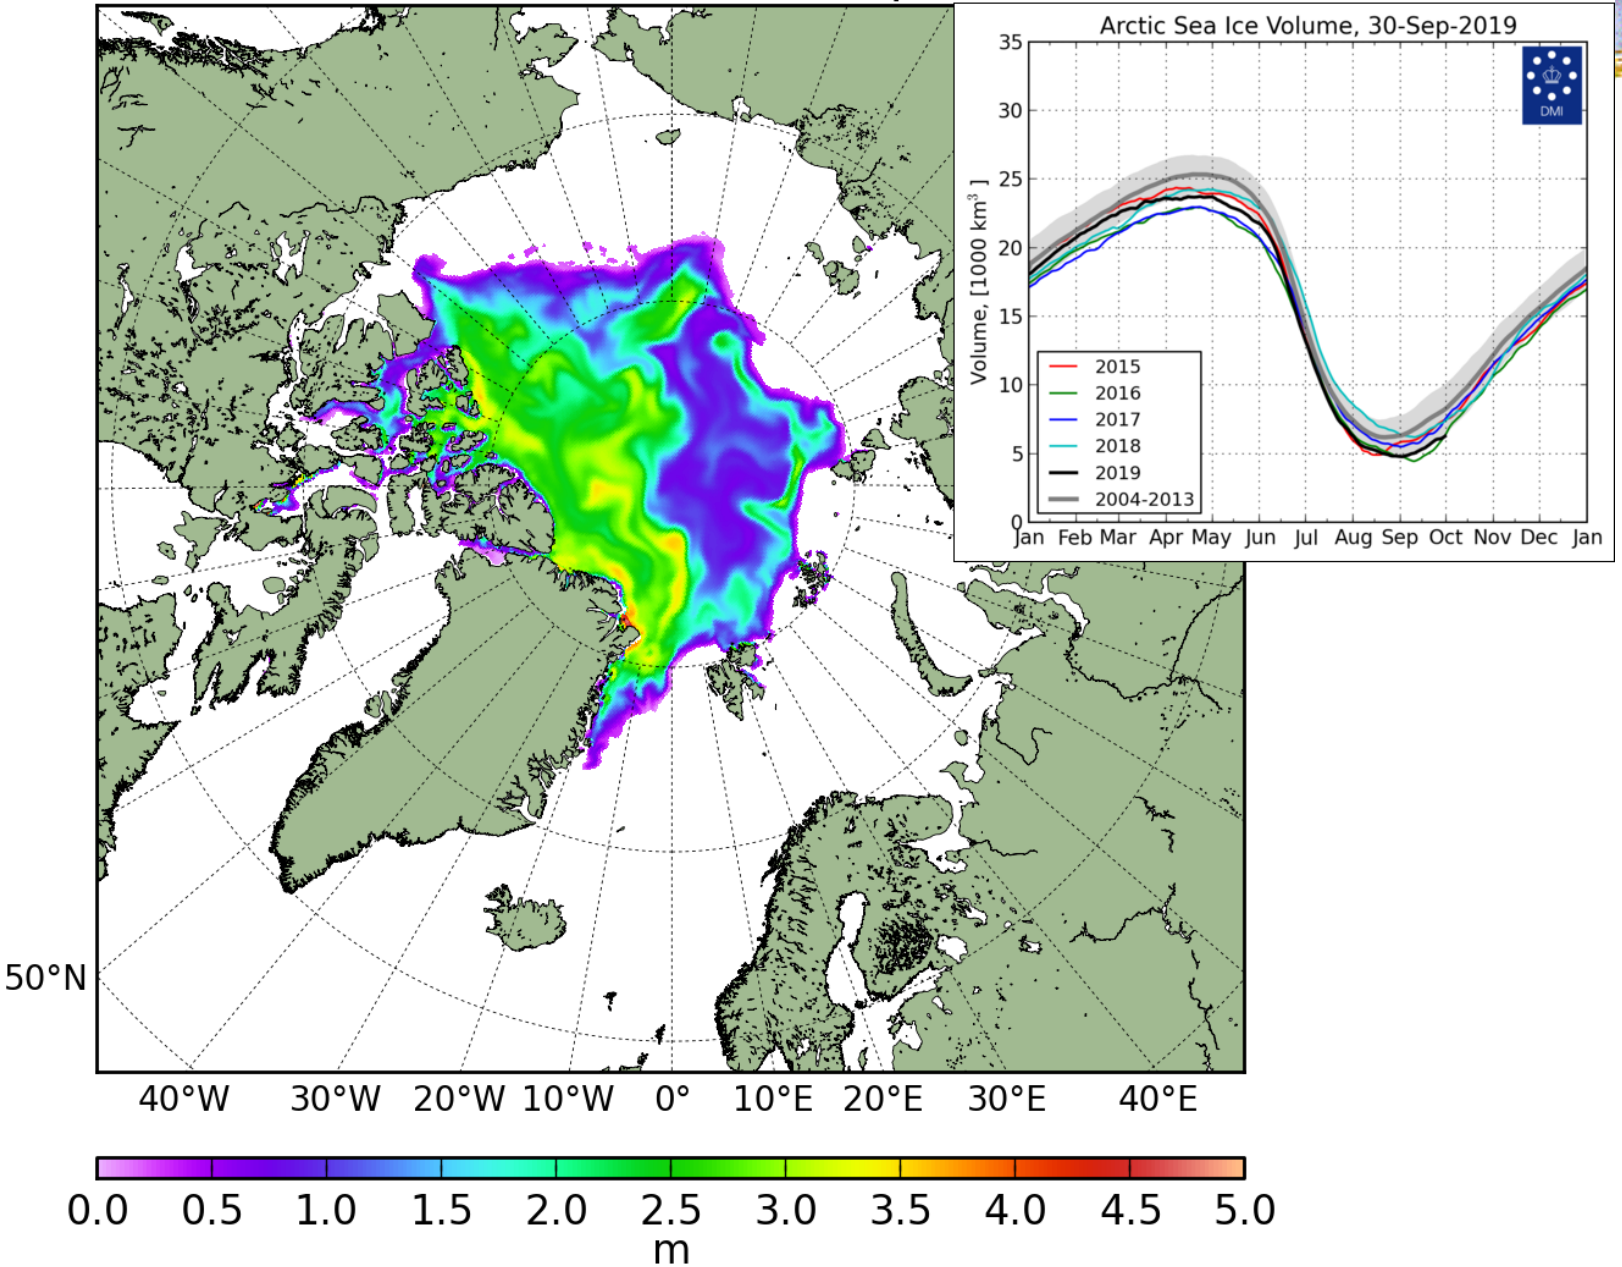 Arctic Sea Ice Volume, 30-Sep-2019
DMI
Volume, [1000 km³ ]
35
30
25
20
15
10
5
0
2015
2016
2017
2018
2019
2004-2013
Jan Feb Mar Apr May Jun Jul Aug Sep Oct Nov Dec Jan
50°N
40°W 30°W 20°W 10°W 0° 10°E 20°E 30°E 40°E
0.0 0.5 1.0 1.5 2.0 2.5 3.0 3.5 4.0 4.5 5.0
m